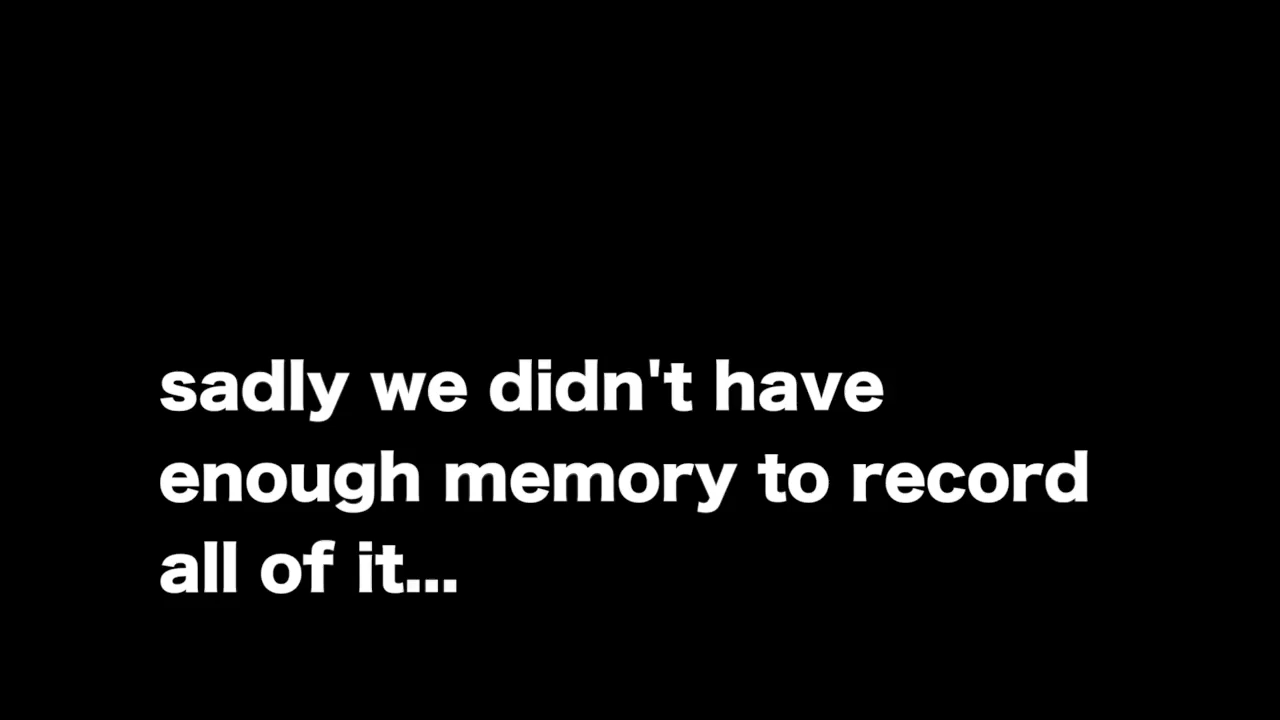 sadly we didn't have
enough memory to record
all of it...